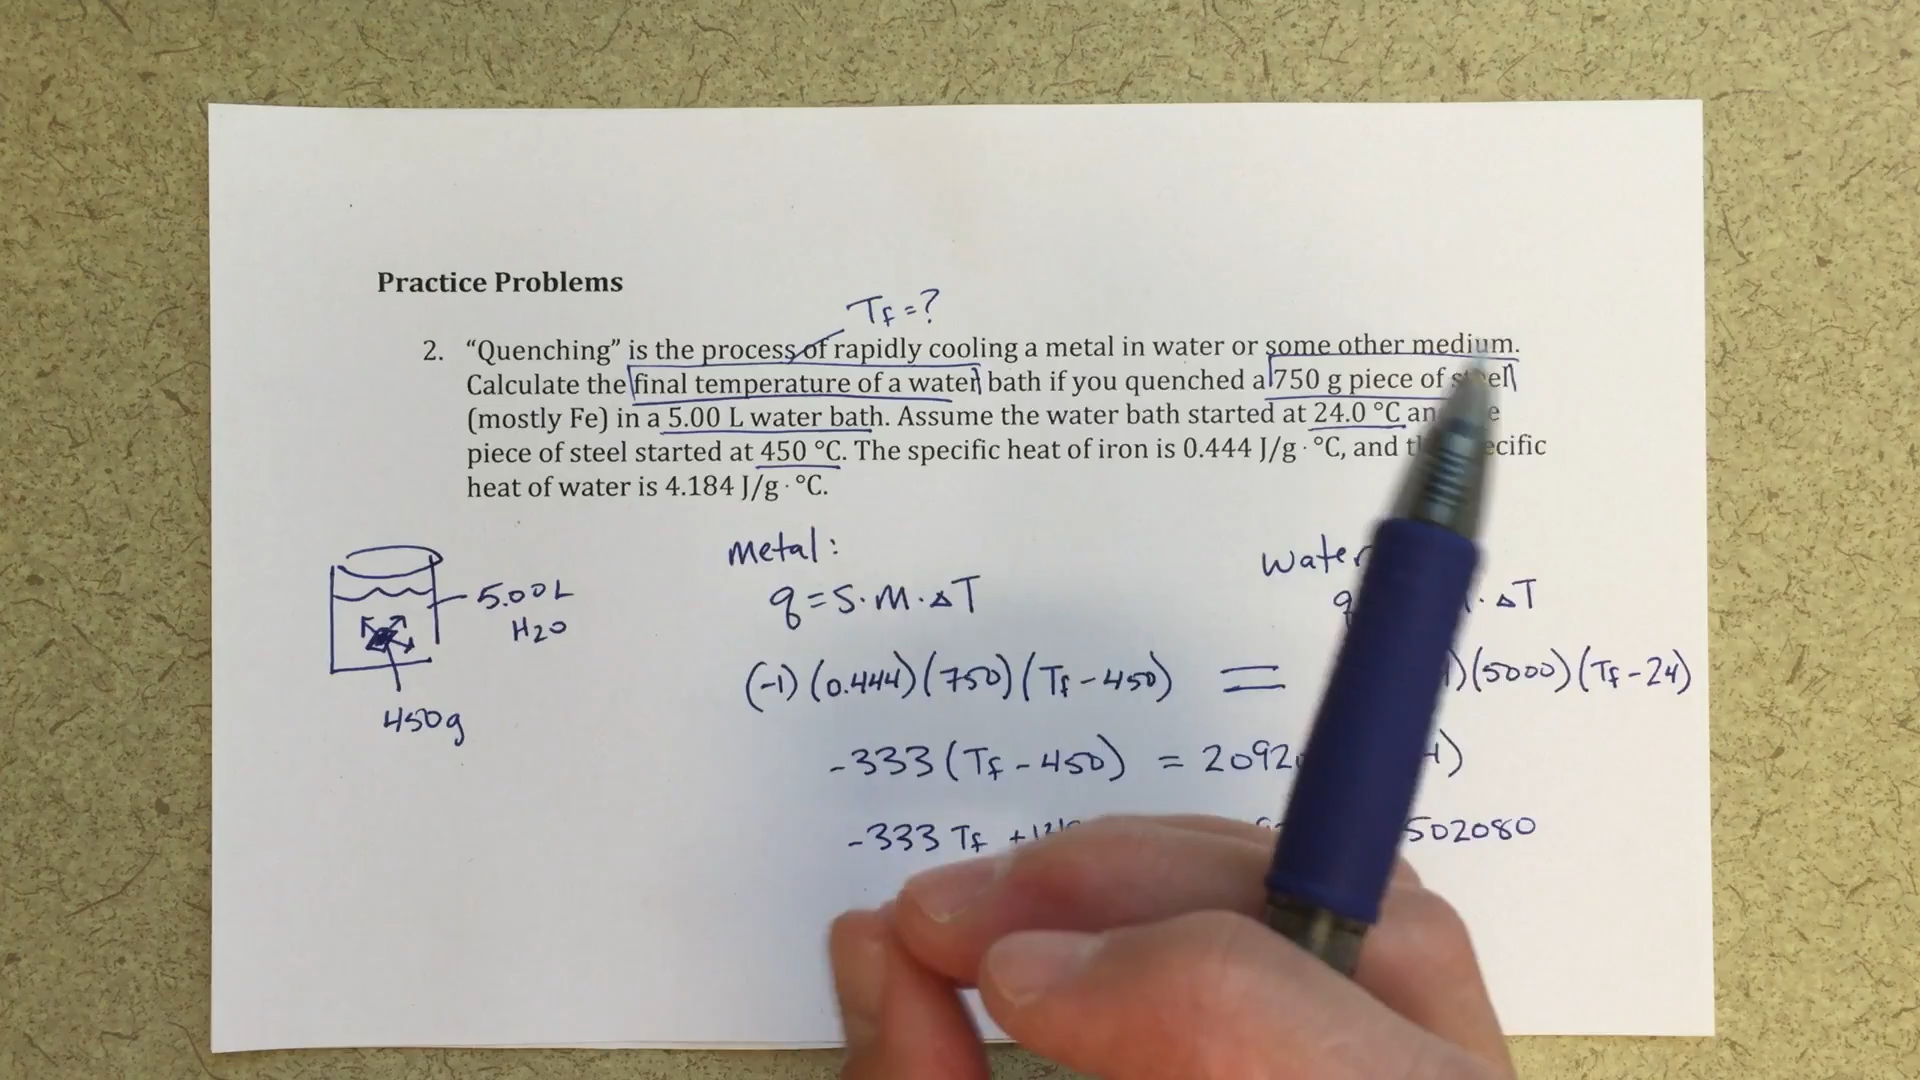 Practice Problems
Tf = ?
2. “Quenching” is the process of rapidly cooling a metal in water or some other medium.
Calculate the final temperature of a water bath if you quenched a 750 g piece of steel
(mostly Fe) in a 5.00 L water bath. Assume the water bath started at 24.0 °C
piece of steel started at 450 °C. The specific heat of iron is 0.444 J/g · °C, and
heat of water is 4.184 J/g · °C.
5.00L
H2O
450g
Metal:
q = S·M·ΔT
(-1)(0.444)(750)(Tf - 450) =
-333(Tf - 450) = 2092
-333 Tf
Water
q · ΔT
(5000)(Tf - 24)
502080